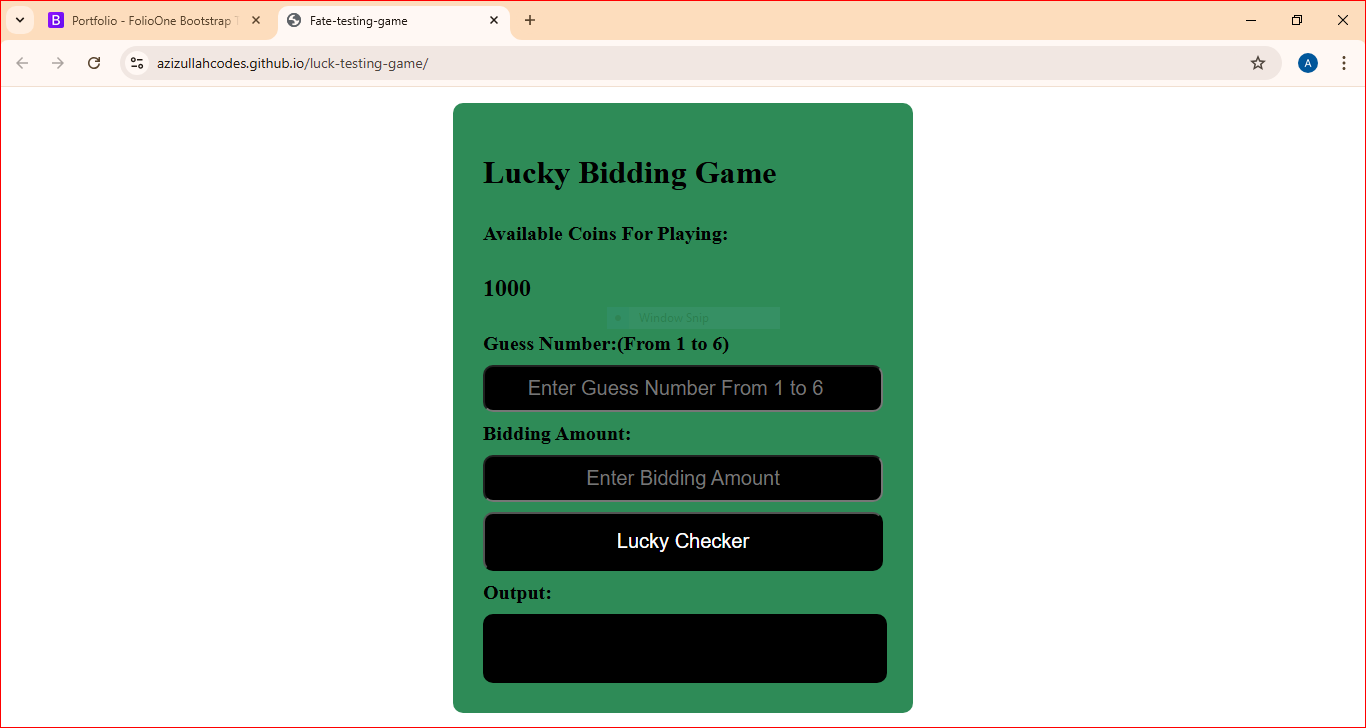 Portfolio - FolioOne Bootstrap
Fate-testing-game
azizullahcodes.github.io/luck-testing-game/
A
Lucky Bidding Game
Available Coins For Playing:
1000
Window Snip
Guess Number:(From 1 to 6)
Enter Guess Number From 1 to 6
Bidding Amount:
Enter Bidding Amount
Lucky Checker
Output: